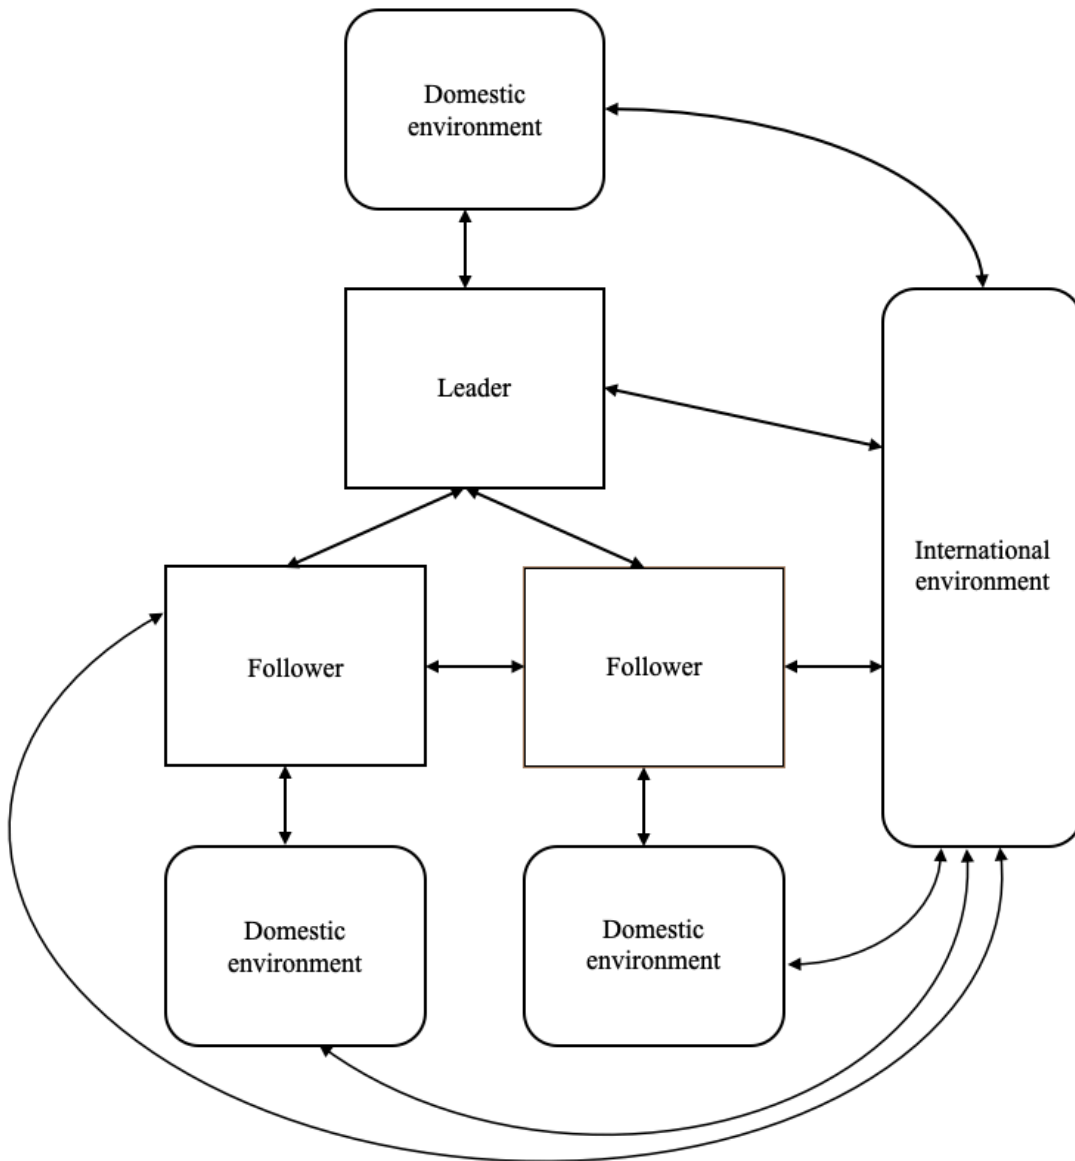 Domestic
environment
Leader
International
environment
Follower
Follower
Domestic
environment
Domestic
environment